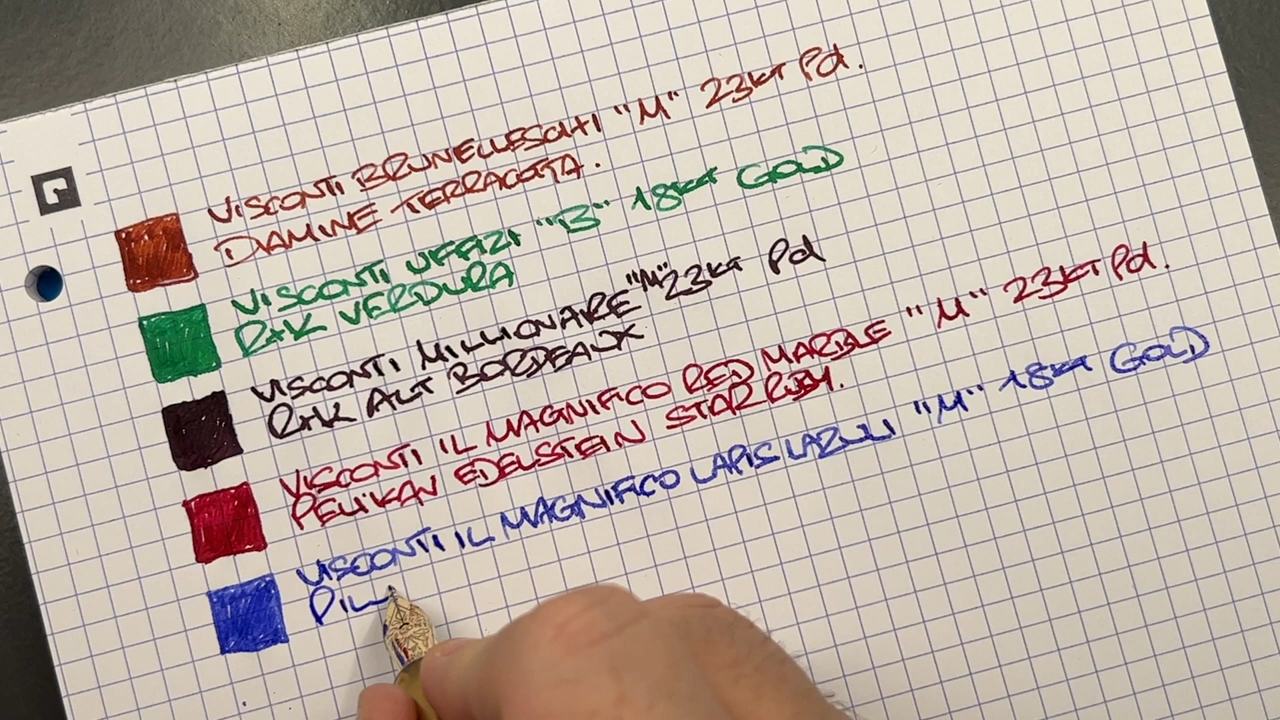 VISCONTI BRUNELLESCHI "M" 23kt Pd.
DIAMINE TERRACOTTA.
VISCONTI UFFIZI "B" 18kt GOLD
R+K VERDURA
VISCONTI MILLIONAIRE "M" 23kt Pd
R+K ALT BORDEAUX
VISCONTI IL MAGNIFICO RED MARBLE "M" 23kt Pd.
PELIKAN EDELSTEIN STAR RUBY.
VISCONTI IL MAGNIFICO LAPIS LAZULI "M" 18kt GOLD